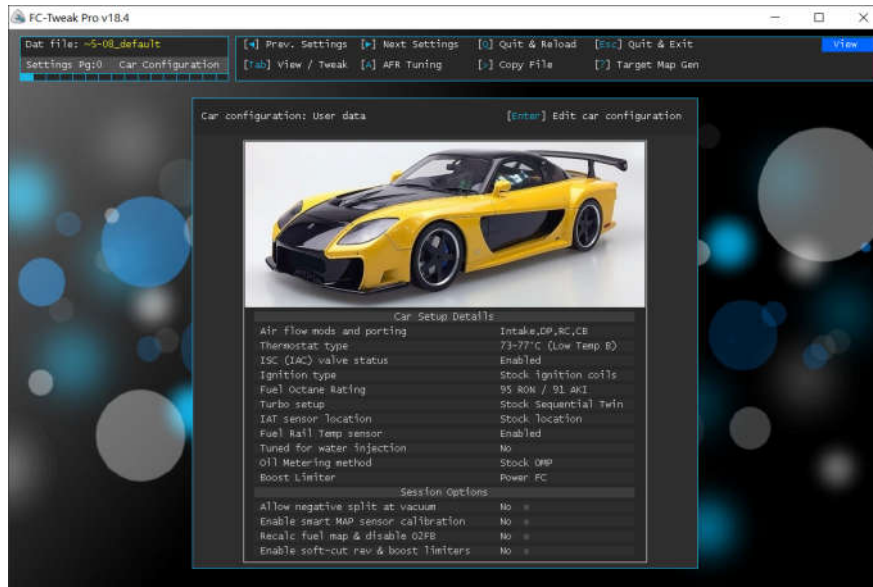 FC-Tweak Pro v18.4
Dat file: ~5-08_default
[◄] Prev. Settings [►] Next Settings [Q] Quit & Reload [Esc] Quit & Exit
View
Settings Pg:0 Car Configuration
[Tab] View / Tweak [A] AFR Tuning [>] Copy File [?] Target Map Gen
Car configuration: User data [Enter] Edit car configuration
Car Setup Details
Air flow mods and porting Intake,DP,RC,CB
Thermostat type 73-77°C (Low Temp B)
ISC (IAC) valve status Enabled
Ignition type Stock ignition coils
Fuel Octane Rating 95 RON / 91 AKI
Turbo setup Stock Sequential Twin
IAT sensor location Stock location
Fuel Rail Temp sensor Enabled
Tuned for water injection No
Oil Metering method Stock OMP
Boost Limiter Power FC
Session Options
Allow negative split at vacuum No
Enable smart MAP sensor calibration No
Recalc fuel map & disable O2FB No
Enable soft-cut rev & boost limiters No